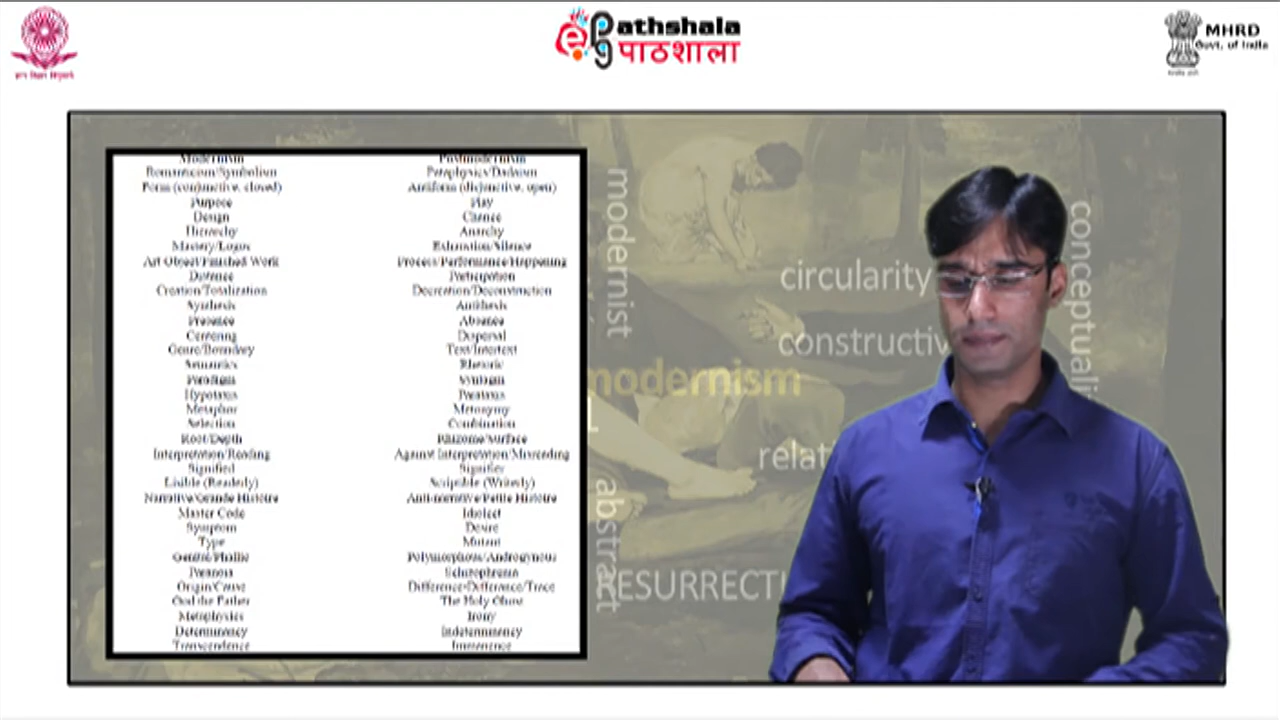 ePG Pathshala
पाठशाला
MHRD
Govt. of India
Modernism Postmodernism
Romanticism/Symbolism Pataphysics/Dadaism
Form (conjunctive, closed) Antiform (disjunctive, open)
Purpose Play
Design Chance
Hierarchy Anarchy
Mastery/Logos Exhaustion/Silence
Art Object/Finished Work Process/Performance/Happening
Distance Participation
Creation/Totalization Decreation/Deconstruction
Synthesis Antithesis
Presence Absence
Centering Dispersal
Genre/Boundary Text/Intertext
Semantics Rhetoric
Paradigm Syntagm
Hypotaxis Parataxis
Metaphor Metonymy
Selection Combination
Root/Depth Rhizome/Surface
Interpretation/Reading Against Interpretation/Misreading
Signified Signifier
Lisible (Readerly) Scriptible (Writerly)
Narrative/Grande Histoire Anti-narrative/Petite Histoire
Master Code Idiolect
Symptom Desire
Type Mutant
Genital/Phallic Polymorphous/Androgynous
Paranoia Schizophrenia
Origin/Cause Difference-Differance/Trace
God the Father The Holy Ghost
Metaphysics Irony
Determinacy Indeterminacy
Transcendence Immanence
modernist
circularity
constructiv
modernism
relat
abstract
RESURRECTI
conceptuali